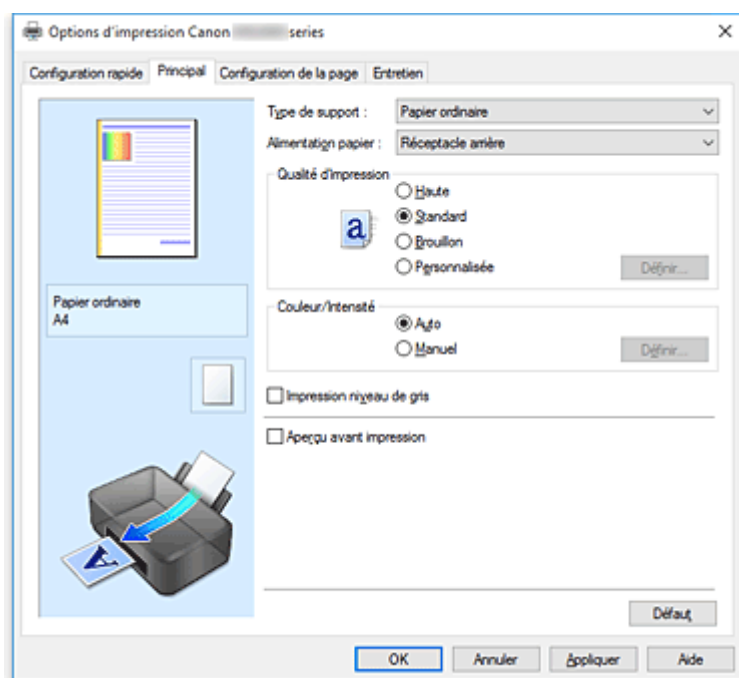 Options d'impression Canon series
Configuration rapide Principal Configuration de la page Entretien
Type de support : Papier ordinaire
Alimentation papier : Réceptacle arrière
Qualité d'impression
Haute
a Standard
Brouillon
Personnalisée Définir...
Papier ordinaire
A4
Couleur/Intensité
Auto
Manuel Définir...
Impression niveau de gris
Aperçu avant impression
A
Défaut
OK Annuler Appliquer Aide